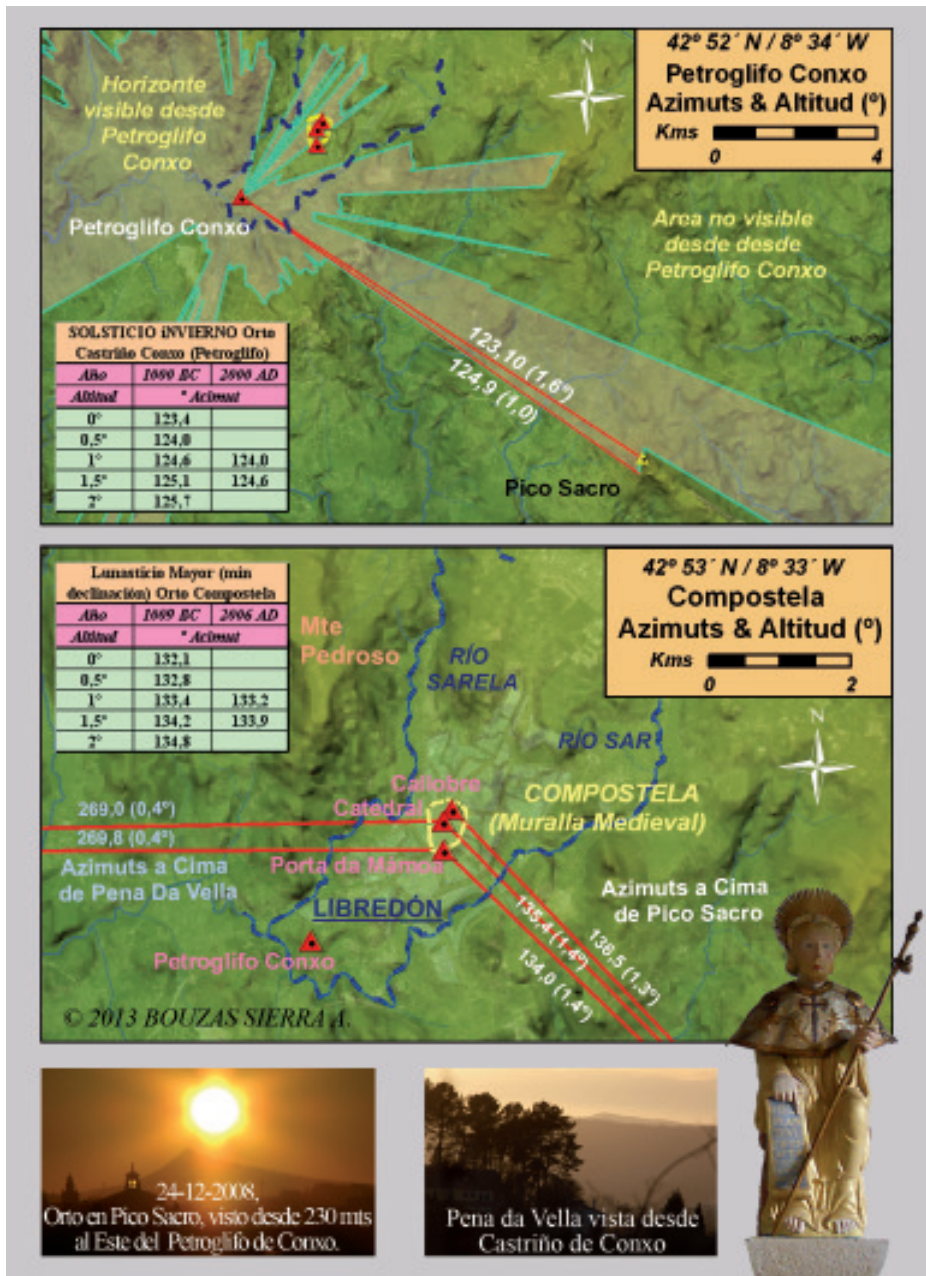 42º 52´ N / 8º 34´ W
Petroglifo Conxo
Azimuts & Altitud (º)
Kms
0 4
N
Horizonte
visible desde
Petroglifo
Conxo
Petroglifo Conxo
Area no visible
desde desde
Petroglifo Conxo
123,10 (1,6º)
124,9 (1,0)
Pico Sacro
SOLSTICIO iNVIERNO Orto
Castriño Conxo (Petroglifo)
Año 1000 BC 2000 AD
Altitud º Acimut
0º 123,4
0,5º 124,0
1º 124,6 124,0
1,5º 125,1 124,6
2º 125,7
42º 53´ N / 8º 33´ W
Compostela
Azimuts & Altitud (º)
Kms
0 2
N
Lunasticio Mayor (min
declinación) Orto Compostela
Año 1009 BC 2006 AD
Altitud º Acimut
0º 132,1
0,5º 132,8
1º 133,4 133,2
1,5º 134,2 133,9
2º 134,8
Mte
Pedroso
RÍO
SARELA
RÍO SAR
Callobre
Catedral
COMPOSTELA
(Muralla Medieval)
269,0 (0,4º)
269,8 (0,4º)
Azimuts a Cima
de Pena Da Vella
Porta da Mámoa
LIBREDÓN
Azimuts a Cima
de Pico Sacro
136,5 (1,3º)
135,4 (1,4º)
134,0 (1,4º)
Petroglifo Conxo
© 2013 BOUZAS SIERRA A.
24-12-2008,
Orto en Pico Sacro, visto desde 230 mts
al Este del Petroglifo de Conxo.
Pena da Vella vista desde
Castriño de Conxo